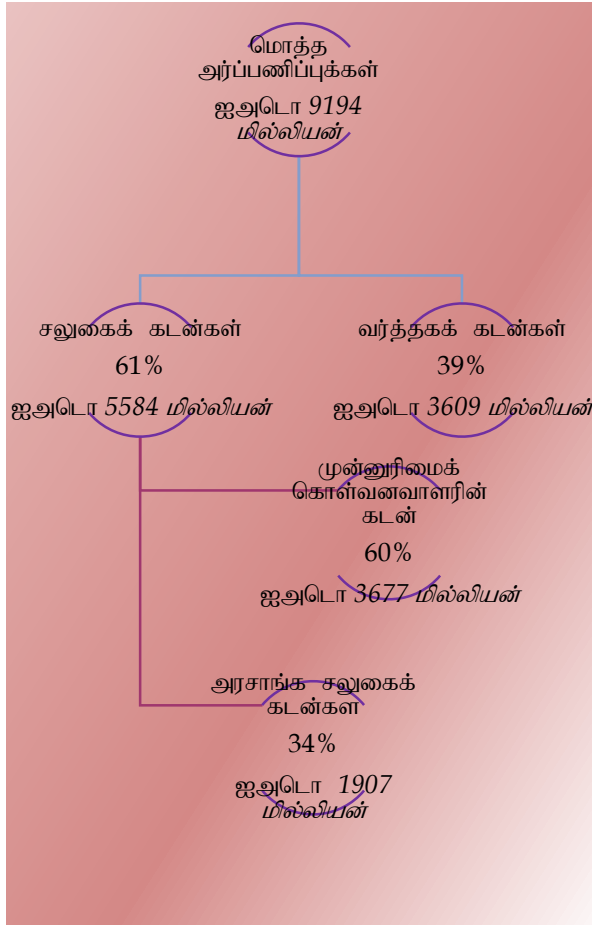 மொத்த
அர்ப்பணிப்புக்கள்
ஐஅடொ 9194
மில்லியன்
சலுகைக் கடன்கள்
61%
ஐஅடொ 5584 மில்லியன்
வர்த்தகக் கடன்கள்
39%
ஐஅடொ 3609 மில்லியன்
முன்னுரிமைக்
கொள்வனவாளரின்
கடன்
60%
ஐஅடொ 3677 மில்லியன்
அரசாங்க சலுகைக்
கடன்கள
34%
ஐஅடொ 1907
மில்லியன்